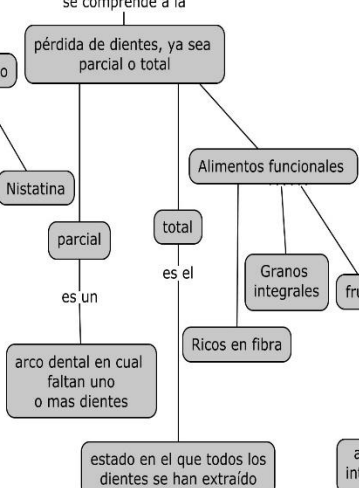 se comprende a la
pérdida de dientes, ya sea
parcial o total
o
Alimentos funcionales
Nistatina
parcial
total
es un
es el
Granos
integrales
Ricos en fibra
arco dental en cual
faltan uno
o mas dientes
estado en el que todos los
dientes se han extraído